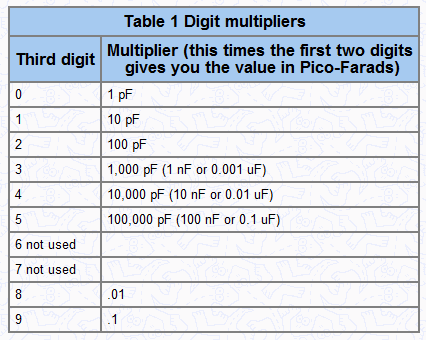 Table 1 Digit multipliers
Third digit
Multiplier (this times the first two digits
gives you the value in Pico-Farads)
0 1 pF
1 10 pF
2 100 pF
3 1,000 pF (1 nF or 0.001 uF)
4 10,000 pF (10 nF or 0.01 uF)
5 100,000 pF (100 nF or 0.1 uF)
6 not used
7 not used
8 .01
9 .1